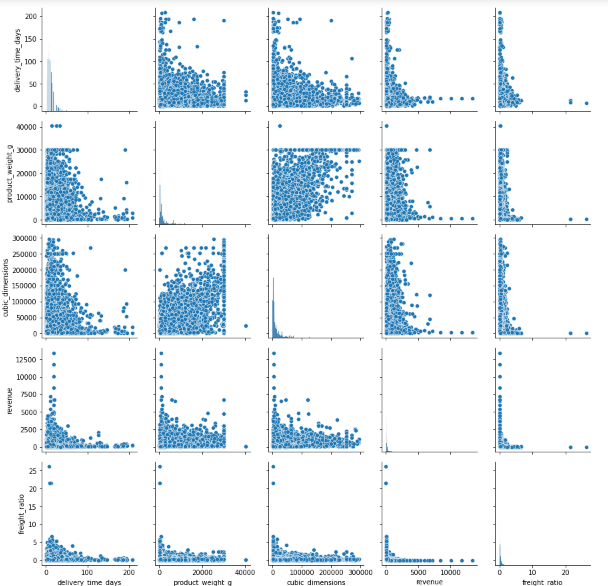 delivery_time_days
200
150
100
50
0
product_weight_g
40000
30000
20000
10000
0
cubic_dimensions
300000
250000
200000
150000
100000
50000
0
revenue
12500
10000
7500
5000
2500
0
freight_ratio
25
20
15
10
5
0
0 100 200
0 20000 40000
0 100000 200000 300000
0 5000 10000
0 10 20
delivery_time_days product_weight_g cubic_dimensions revenue freight_ratio